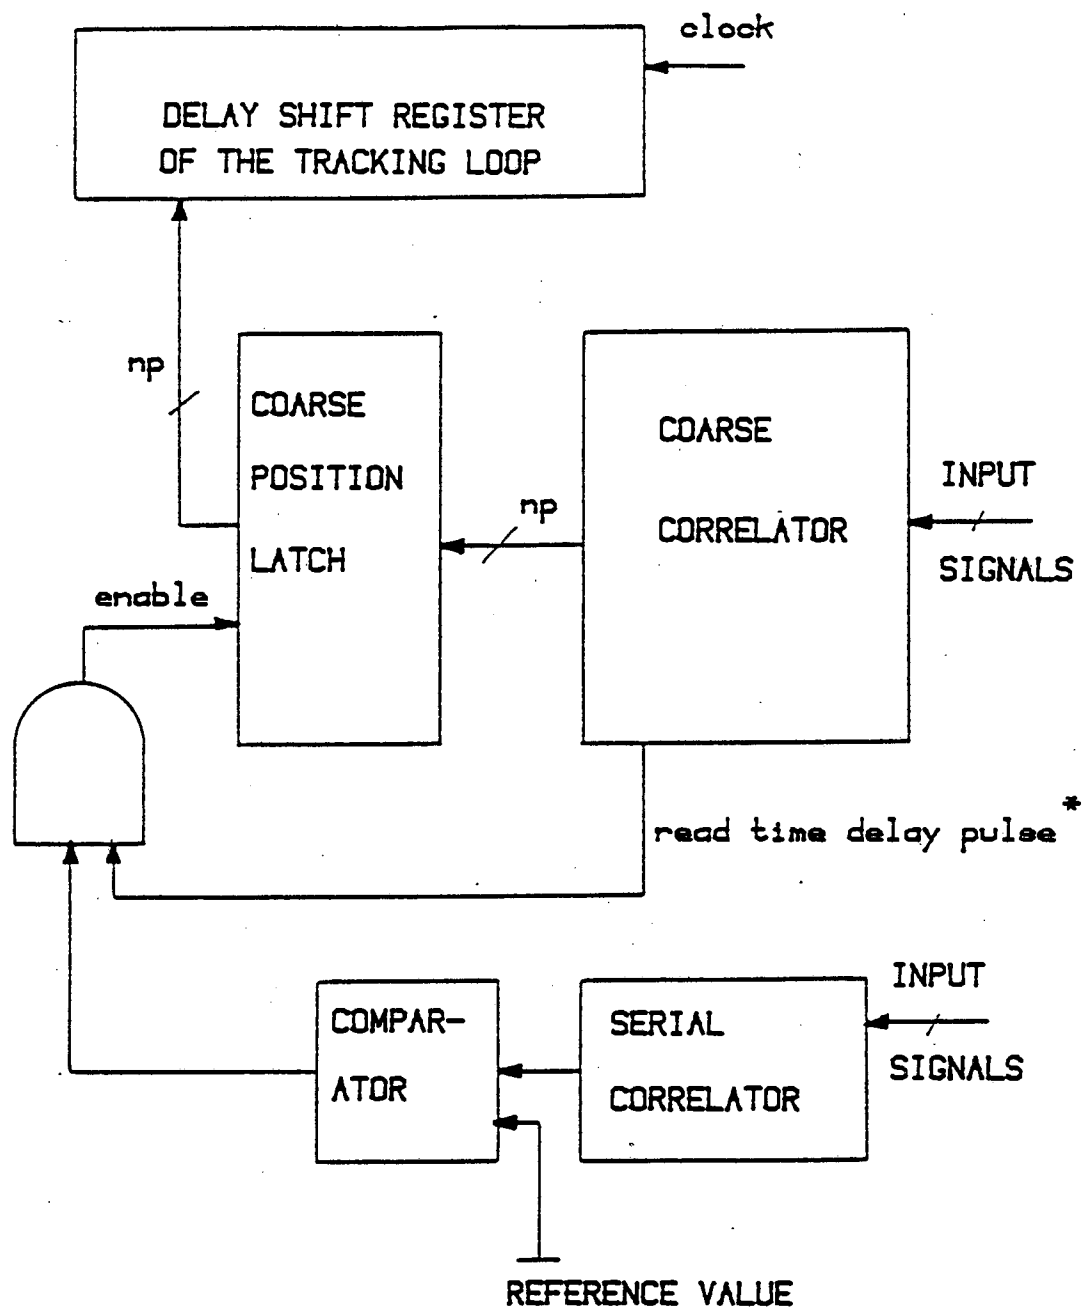 clock
DELAY SHIFT REGISTER
OF THE TRACKING LOOP
np
COARSE
POSITION
LATCH
np
COARSE
CORRELATOR
INPUT
SIGNALS
enable
read time delay pulse*
COMPAR-
ATOR
SERIAL
CORRELATOR
INPUT
SIGNALS
REFERENCE VALUE